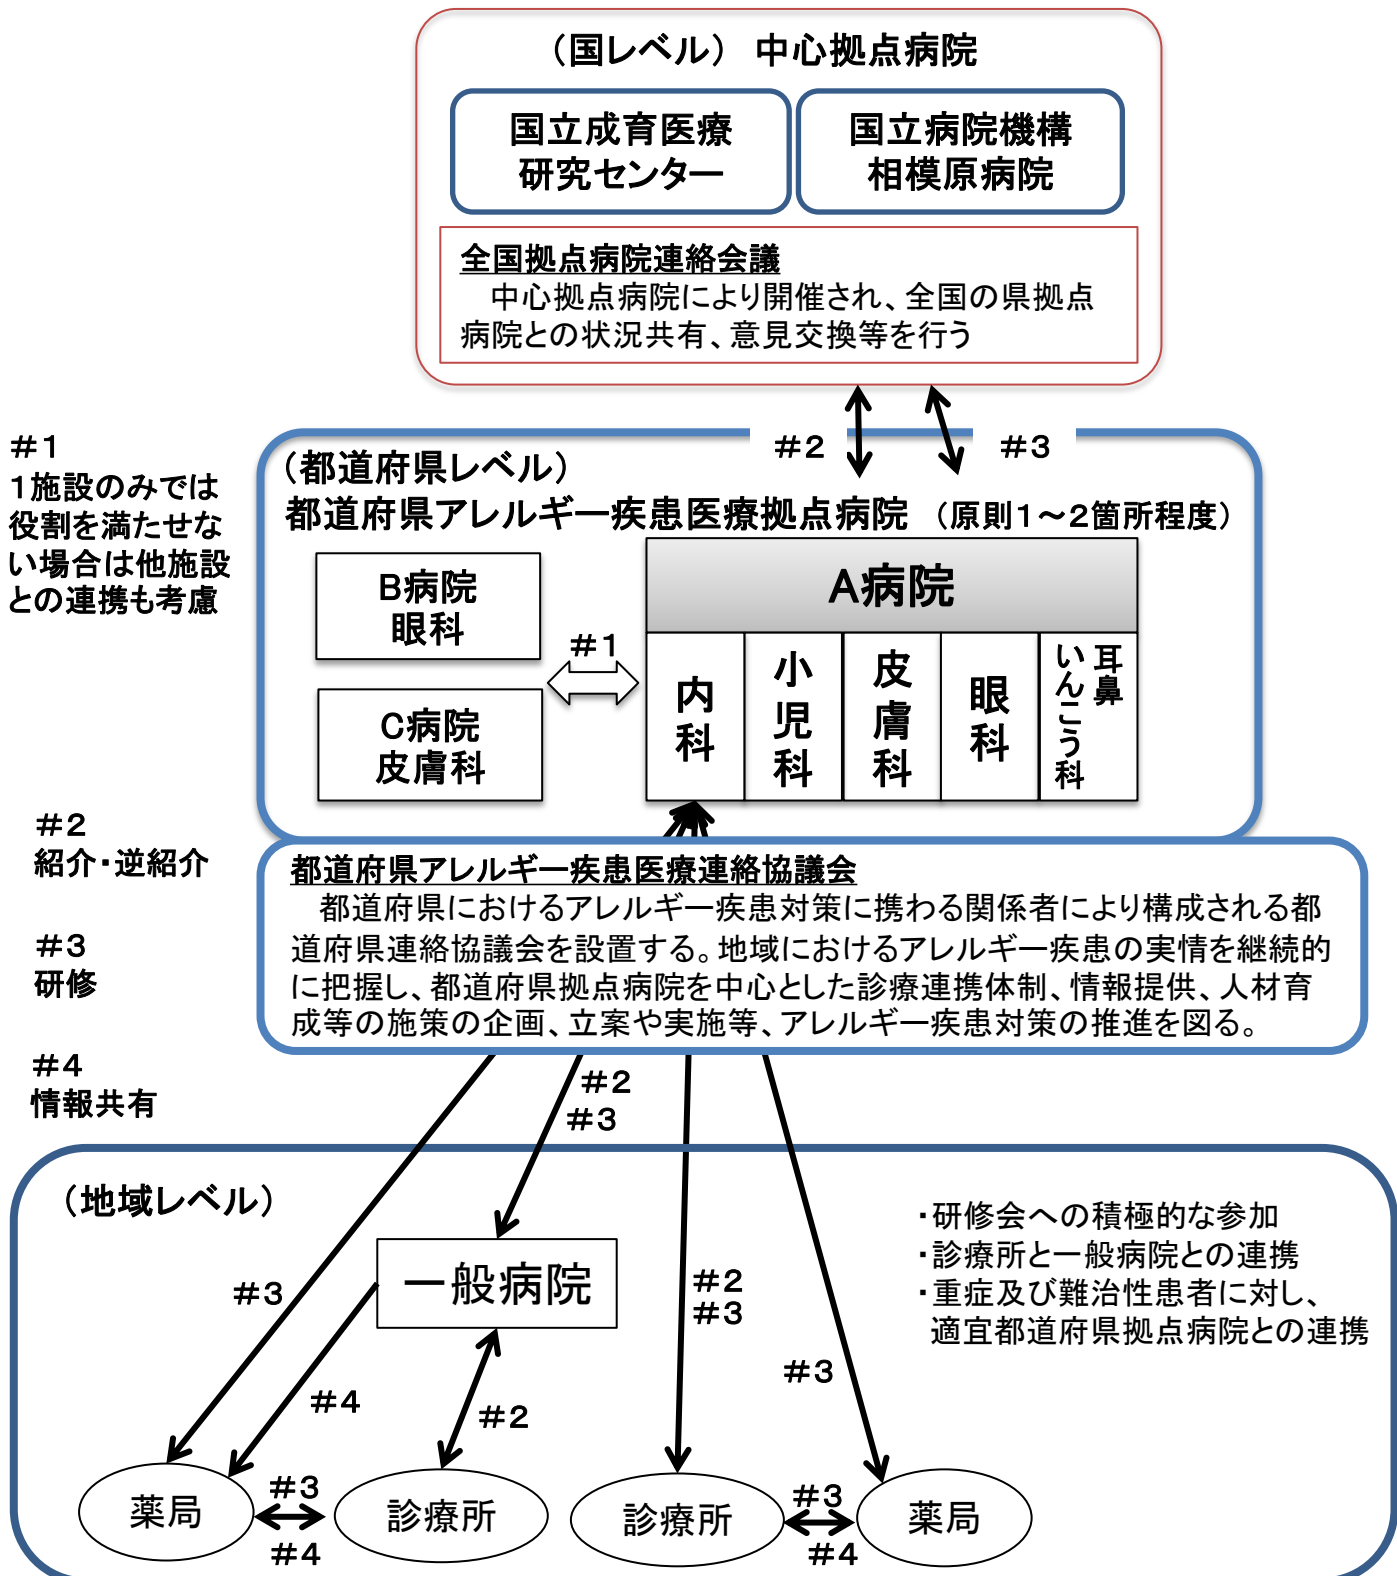 （国レベル） 中心拠点病院
国立成育医療
研究センター
国立病院機構
相模原病院
全国拠点病院連絡会議
中心拠点病院により開催され、全国の県拠点
病院との状況共有、意見交換等を行う
＃2
＃3
＃1
1施設のみでは
役割を満たせな
い場合は他施設
との連携も考慮
（都道府県レベル）
都道府県アレルギー疾患医療拠点病院 （原則1～2箇所程度）
B病院
眼科
C病院
皮膚科
＃1
A病院
内科
小児科
皮膚科
眼科
耳鼻
いんこう科
＃2
紹介・逆紹介
＃3
研修
＃4
情報共有
都道府県アレルギー疾患医療連絡協議会
都道府県におけるアレルギー疾患対策に携わる関係者により構成される都
道府県連絡協議会を設置する。地域におけるアレルギー疾患の実情を継続的
に把握し、都道府県拠点病院を中心とした診療連携体制、情報提供、人材育
成等の施策の企画、立案や実施等、アレルギー疾患対策の推進を図る。
＃2
＃3
（地域レベル）
・研修会への積極的な参加
・診療所と一般病院との連携
・重症及び難治性患者に対し、
適宜都道府県拠点病院との連携
一般病院
＃3
＃2
＃3
＃3
＃4
＃2
薬局
＃3
＃4
診療所
診療所
＃3
＃4
薬局